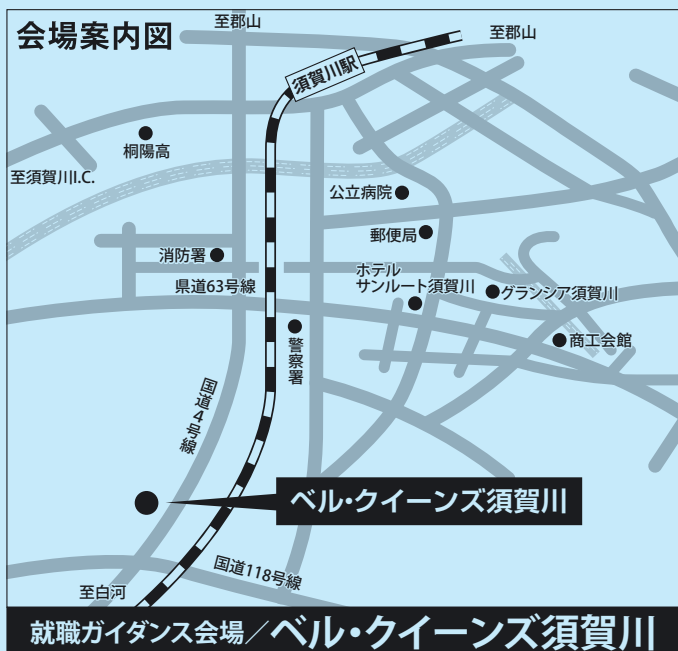 会場案内図
至郡山
至郡山
須賀川駅
桐陽高
至須賀川I.C.
公立病院
郵便局
消防署
ホテル
サンルート須賀川
県道63号線
グランシア須賀川
商工会館
警察署
国道4号線
ベル・クイーンズ須賀川
国道118号線
至白河
就職ガイダンス会場／ベル・クイーンズ須賀川